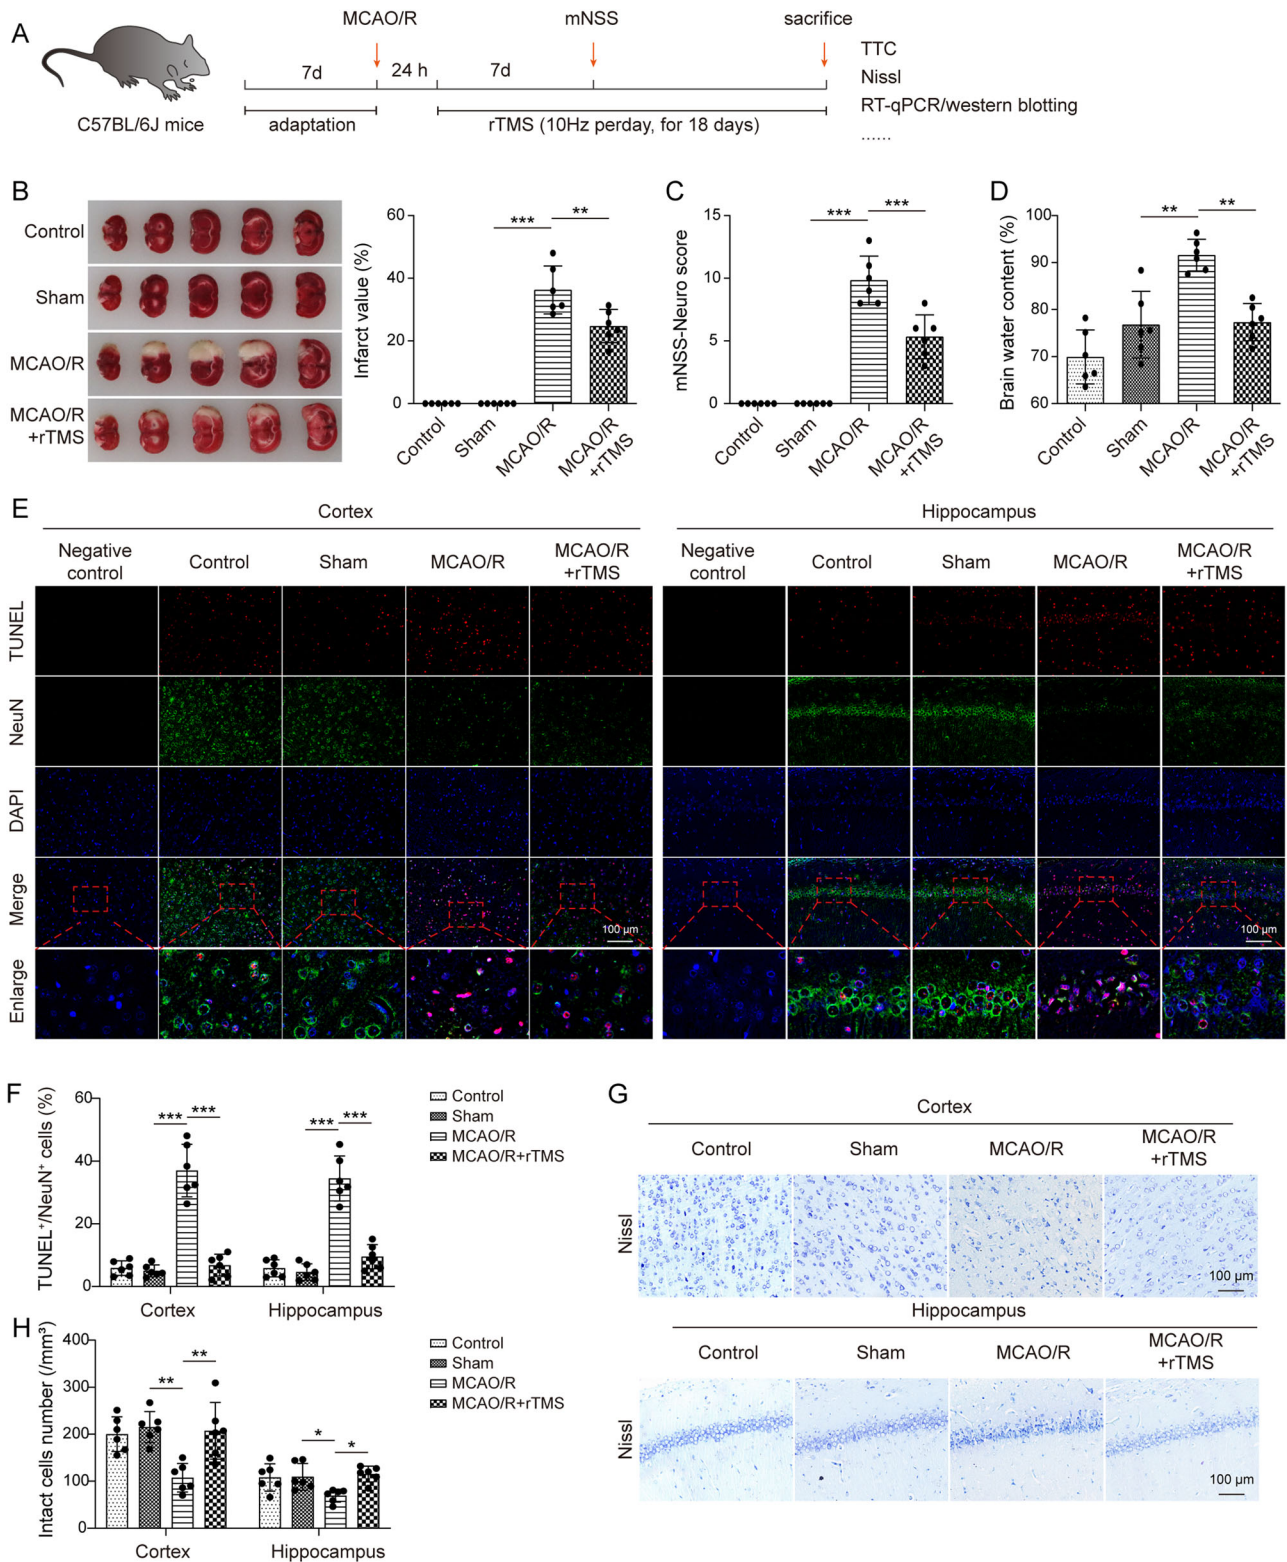 A
MCAO/R
mNSS
sacrifice
7d
24 h
7d
TTC
Nissl
RT-qPCR/western blotting
......
C57BL/6J mice
adaptation
rTMS (10Hz perday, for 18 days)
B
Control
Sham
MCAO/R
MCAO/R
+rTMS
Infarct value (%)
60
40
20
0
***
**
Control
Sham
MCAO/R
MCAO/R
+rTMS
C
mNSS-Neuro score
15
10
5
0
***
***
Control
Sham
MCAO/R
MCAO/R
+rTMS
D
Brain water content (%)
100
90
80
70
60
**
**
Control
Sham
MCAO/R
MCAO/R
+rTMS
E
Cortex
Hippocampus
Negative
control
Control
Sham
MCAO/R
MCAO/R
+rTMS
Negative
control
Control
Sham
MCAO/R
MCAO/R
+rTMS
TUNEL
NeuN
DAPI
Merge
100 μm
100 μm
Enlarge
F
TUNEL⁺/NeuN⁺ cells (%)
60
40
20
0
***
***
***
***
Cortex
Hippocampus
Control
Sham
MCAO/R
MCAO/R+rTMS
G
Cortex
Control
Sham
MCAO/R
MCAO/R
+rTMS
Nissl
100 μm
Hippocampus
Control
Sham
MCAO/R
MCAO/R
+rTMS
Nissl
100 μm
H
Intact cells number (/mm³)
400
300
200
100
0
**
**
*
*
Cortex
Hippocampus
Control
Sham
MCAO/R
MCAO/R+rTMS